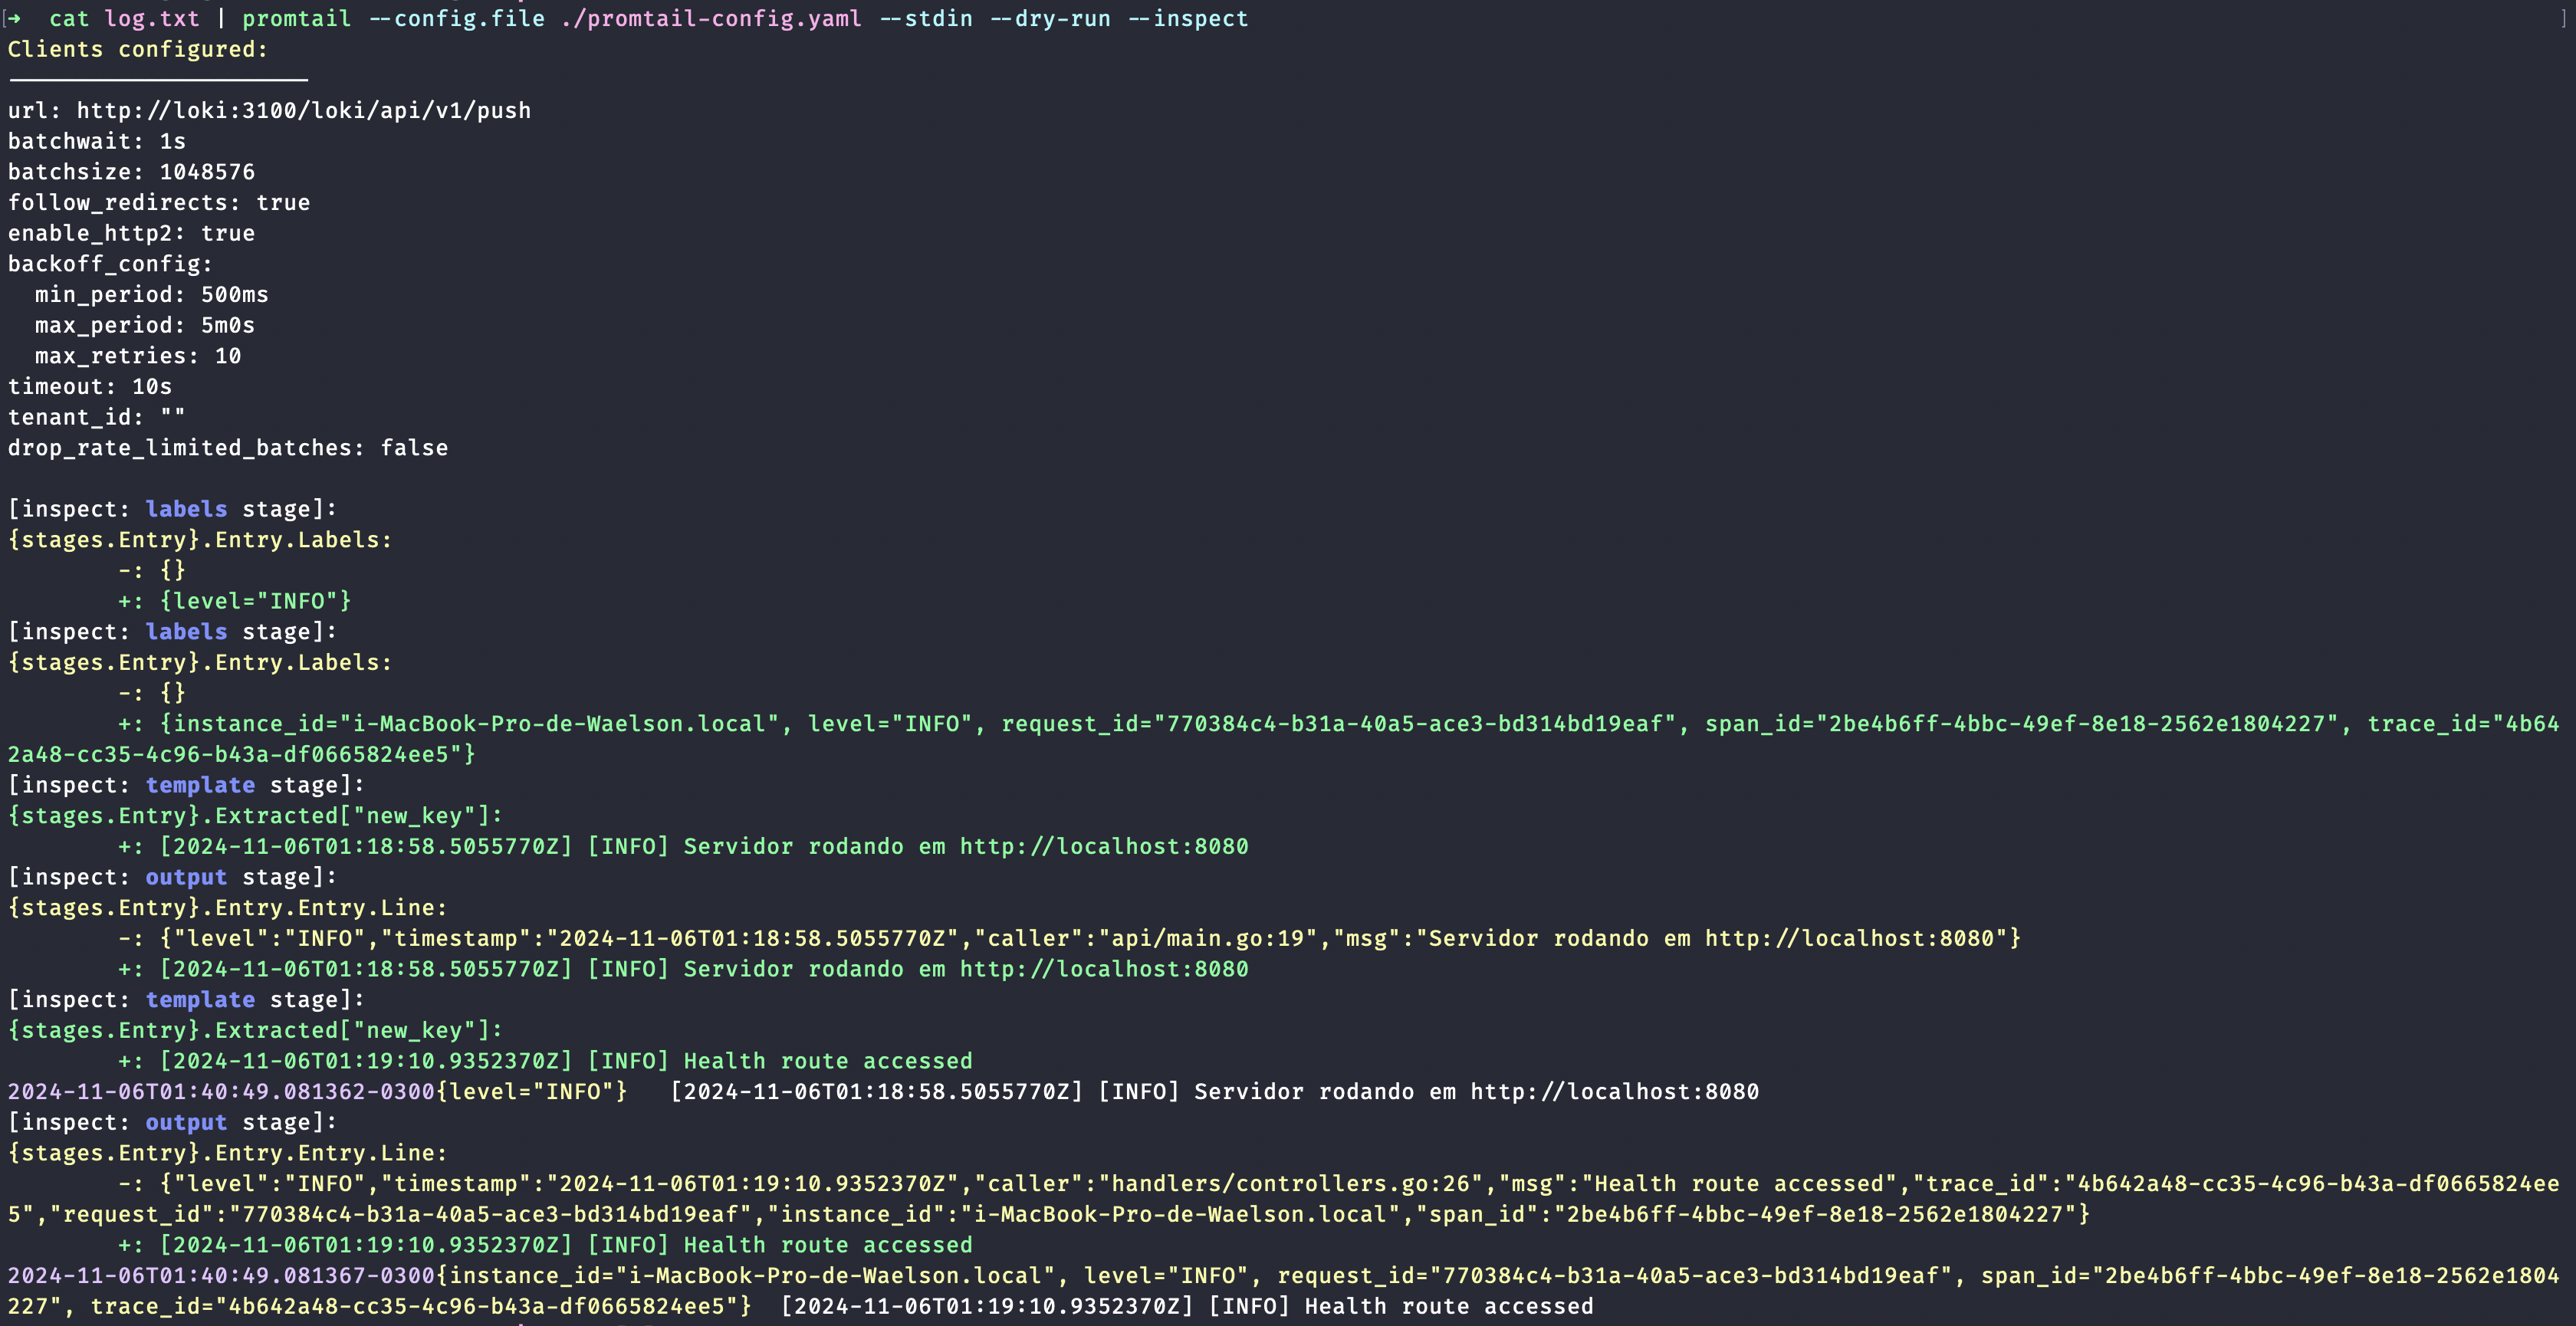 [➜  cat log.txt | promtail --config.file ./promtail-config.yaml --stdin --dry-run --inspect ]
Clients configured:
----------------------
url: http://loki:3100/loki/api/v1/push
batchwait: 1s
batchsize: 1048576
follow_redirects: true
enable_http2: true
backoff_config:
  min_period: 500ms
  max_period: 5m0s
  max_retries: 10
timeout: 10s
tenant_id: ""
drop_rate_limited_batches: false

[inspect: labels stage]:
{stages.Entry}.Entry.Labels:
        -: {}
        +: {level="INFO"}
[inspect: labels stage]:
{stages.Entry}.Entry.Labels:
        -: {}
        +: {instance_id="i-MacBook-Pro-de-Waelson.local", level="INFO", request_id="770384c4-b31a-40a5-ace3-bd314bd19eaf", span_id="2be4b6ff-4bbc-49ef-8e18-2562e1804227", trace_id="4b64
2a48-cc35-4c96-b43a-df0665824ee5"}
[inspect: template stage]:
{stages.Entry}.Extracted["new_key"]:
        +: [2024-11-06T01:18:58.5055770Z] [INFO] Servidor rodando em http://localhost:8080
[inspect: output stage]:
{stages.Entry}.Entry.Entry.Line:
        -: {"level":"INFO","timestamp":"2024-11-06T01:18:58.5055770Z","caller":"api/main.go:19","msg":"Servidor rodando em http://localhost:8080"}
        +: [2024-11-06T01:18:58.5055770Z] [INFO] Servidor rodando em http://localhost:8080
[inspect: template stage]:
{stages.Entry}.Extracted["new_key"]:
        +: [2024-11-06T01:19:10.9352370Z] [INFO] Health route accessed
2024-11-06T01:40:49.081362-0300{level="INFO"}   [2024-11-06T01:18:58.5055770Z] [INFO] Servidor rodando em http://localhost:8080
[inspect: output stage]:
{stages.Entry}.Entry.Entry.Line:
        -: {"level":"INFO","timestamp":"2024-11-06T01:19:10.9352370Z","caller":"handlers/controllers.go:26","msg":"Health route accessed","trace_id":"4b642a48-cc35-4c96-b43a-df0665824ee
5","request_id":"770384c4-b31a-40a5-ace3-bd314bd19eaf","instance_id":"i-MacBook-Pro-de-Waelson.local","span_id":"2be4b6ff-4bbc-49ef-8e18-2562e1804227"}
        +: [2024-11-06T01:19:10.9352370Z] [INFO] Health route accessed
2024-11-06T01:40:49.081367-0300{instance_id="i-MacBook-Pro-de-Waelson.local", level="INFO", request_id="770384c4-b31a-40a5-ace3-bd314bd19eaf", span_id="2be4b6ff-4bbc-49ef-8e18-2562e1804
227", trace_id="4b642a48-cc35-4c96-b43a-df0665824ee5"}  [2024-11-06T01:19:10.9352370Z] [INFO] Health route accessed